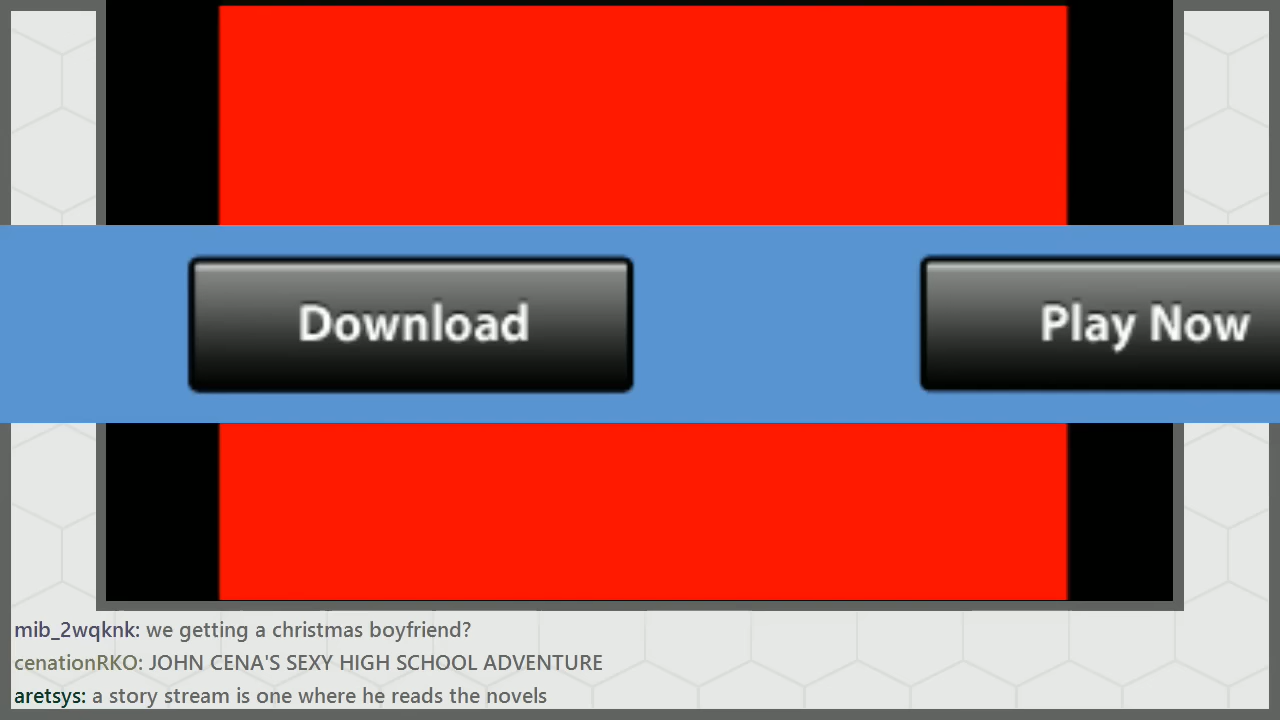 Download
Play Now
mib_2wqknk: we getting a christmas boyfriend?
cenationRKO: JOHN CENA'S SEXY HIGH SCHOOL ADVENTURE
aretsys: a story stream is one where he reads the novels